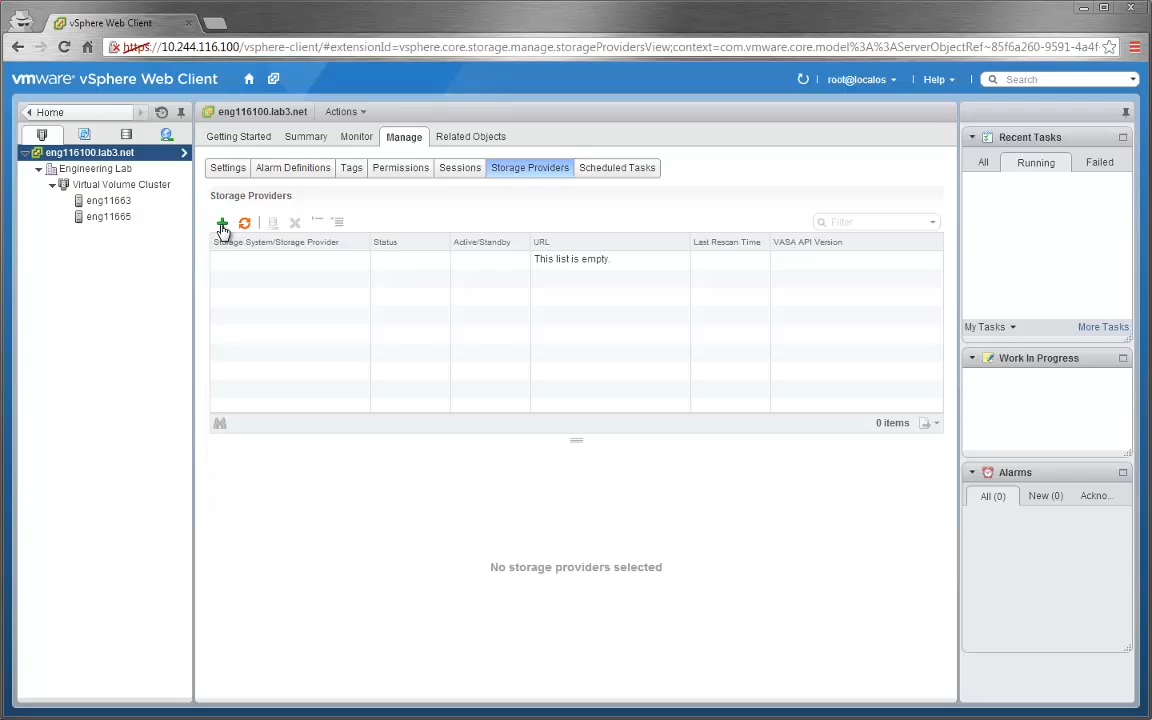 vSphere Web Client
https://10.244.116.100/vsphere-client/#extensionId=vsphere.core.storage.manage.storageProvidersView;context=com.vmware.core.model%3A%3AServerObjectRef~85f6a260-9591-4a4f-
vmware® vSphere Web Client
root@localos
Help
Search
Home
eng116100.lab3.net
Engineering Lab
Virtual Volume Cluster
eng11663
eng11665
eng116100.lab3.net
Actions
Getting Started Summary Monitor Manage Related Objects
Settings Alarm Definitions Tags Permissions Sessions Storage Providers Scheduled Tasks
Storage Providers
Filter
Storage System/Storage Provider Status Active/Standby URL Last Rescan Time VASA API Version
This list is empty.
0 items
No storage providers selected
Recent Tasks
All Running Failed
My Tasks More Tasks
Work In Progress
Alarms
All (0) New (0) Ackno...